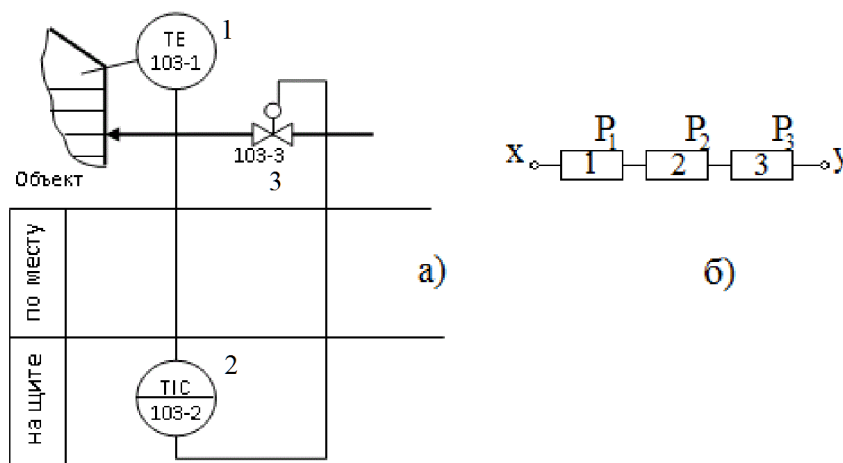 TE
103-1
1
103-3
3
Объект
по месту
а)
на щите
TIC
103-2
2
P1 P2 P3
x 1 2 3 y
б)